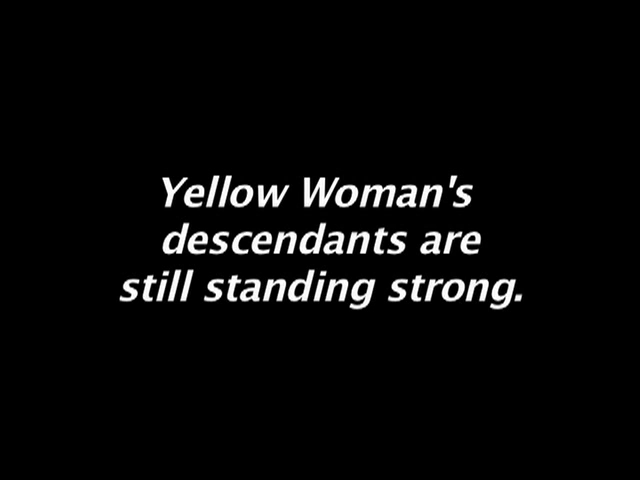 Yellow Woman's
descendants are
still standing strong.